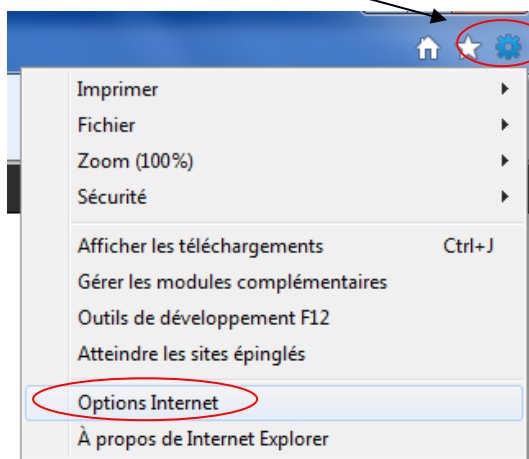 Imprimer
Fichier
Zoom (100%)
Sécurité
Afficher les téléchargements Ctrl+J
Gérer les modules complémentaires
Outils de développement F12
Atteindre les sites épinglés
Options Internet
À propos de Internet Explorer